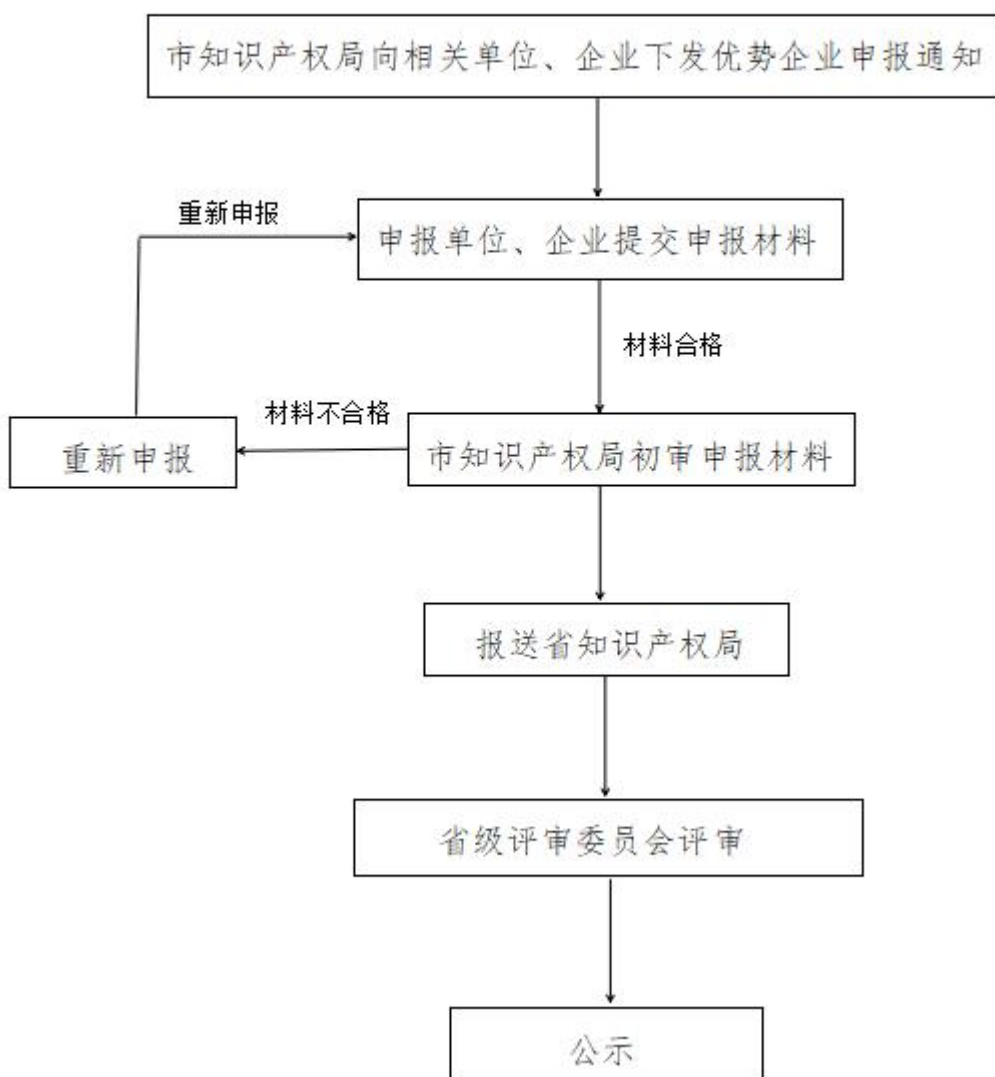 市知识产权局向相关单位、企业下发优势企业申报通知
重新申报
申报单位、企业提交申报材料
材料合格
材料不合格
重新申报
市知识产权局初审申报材料
报送省知识产权局
省级评审委员会评审
公示